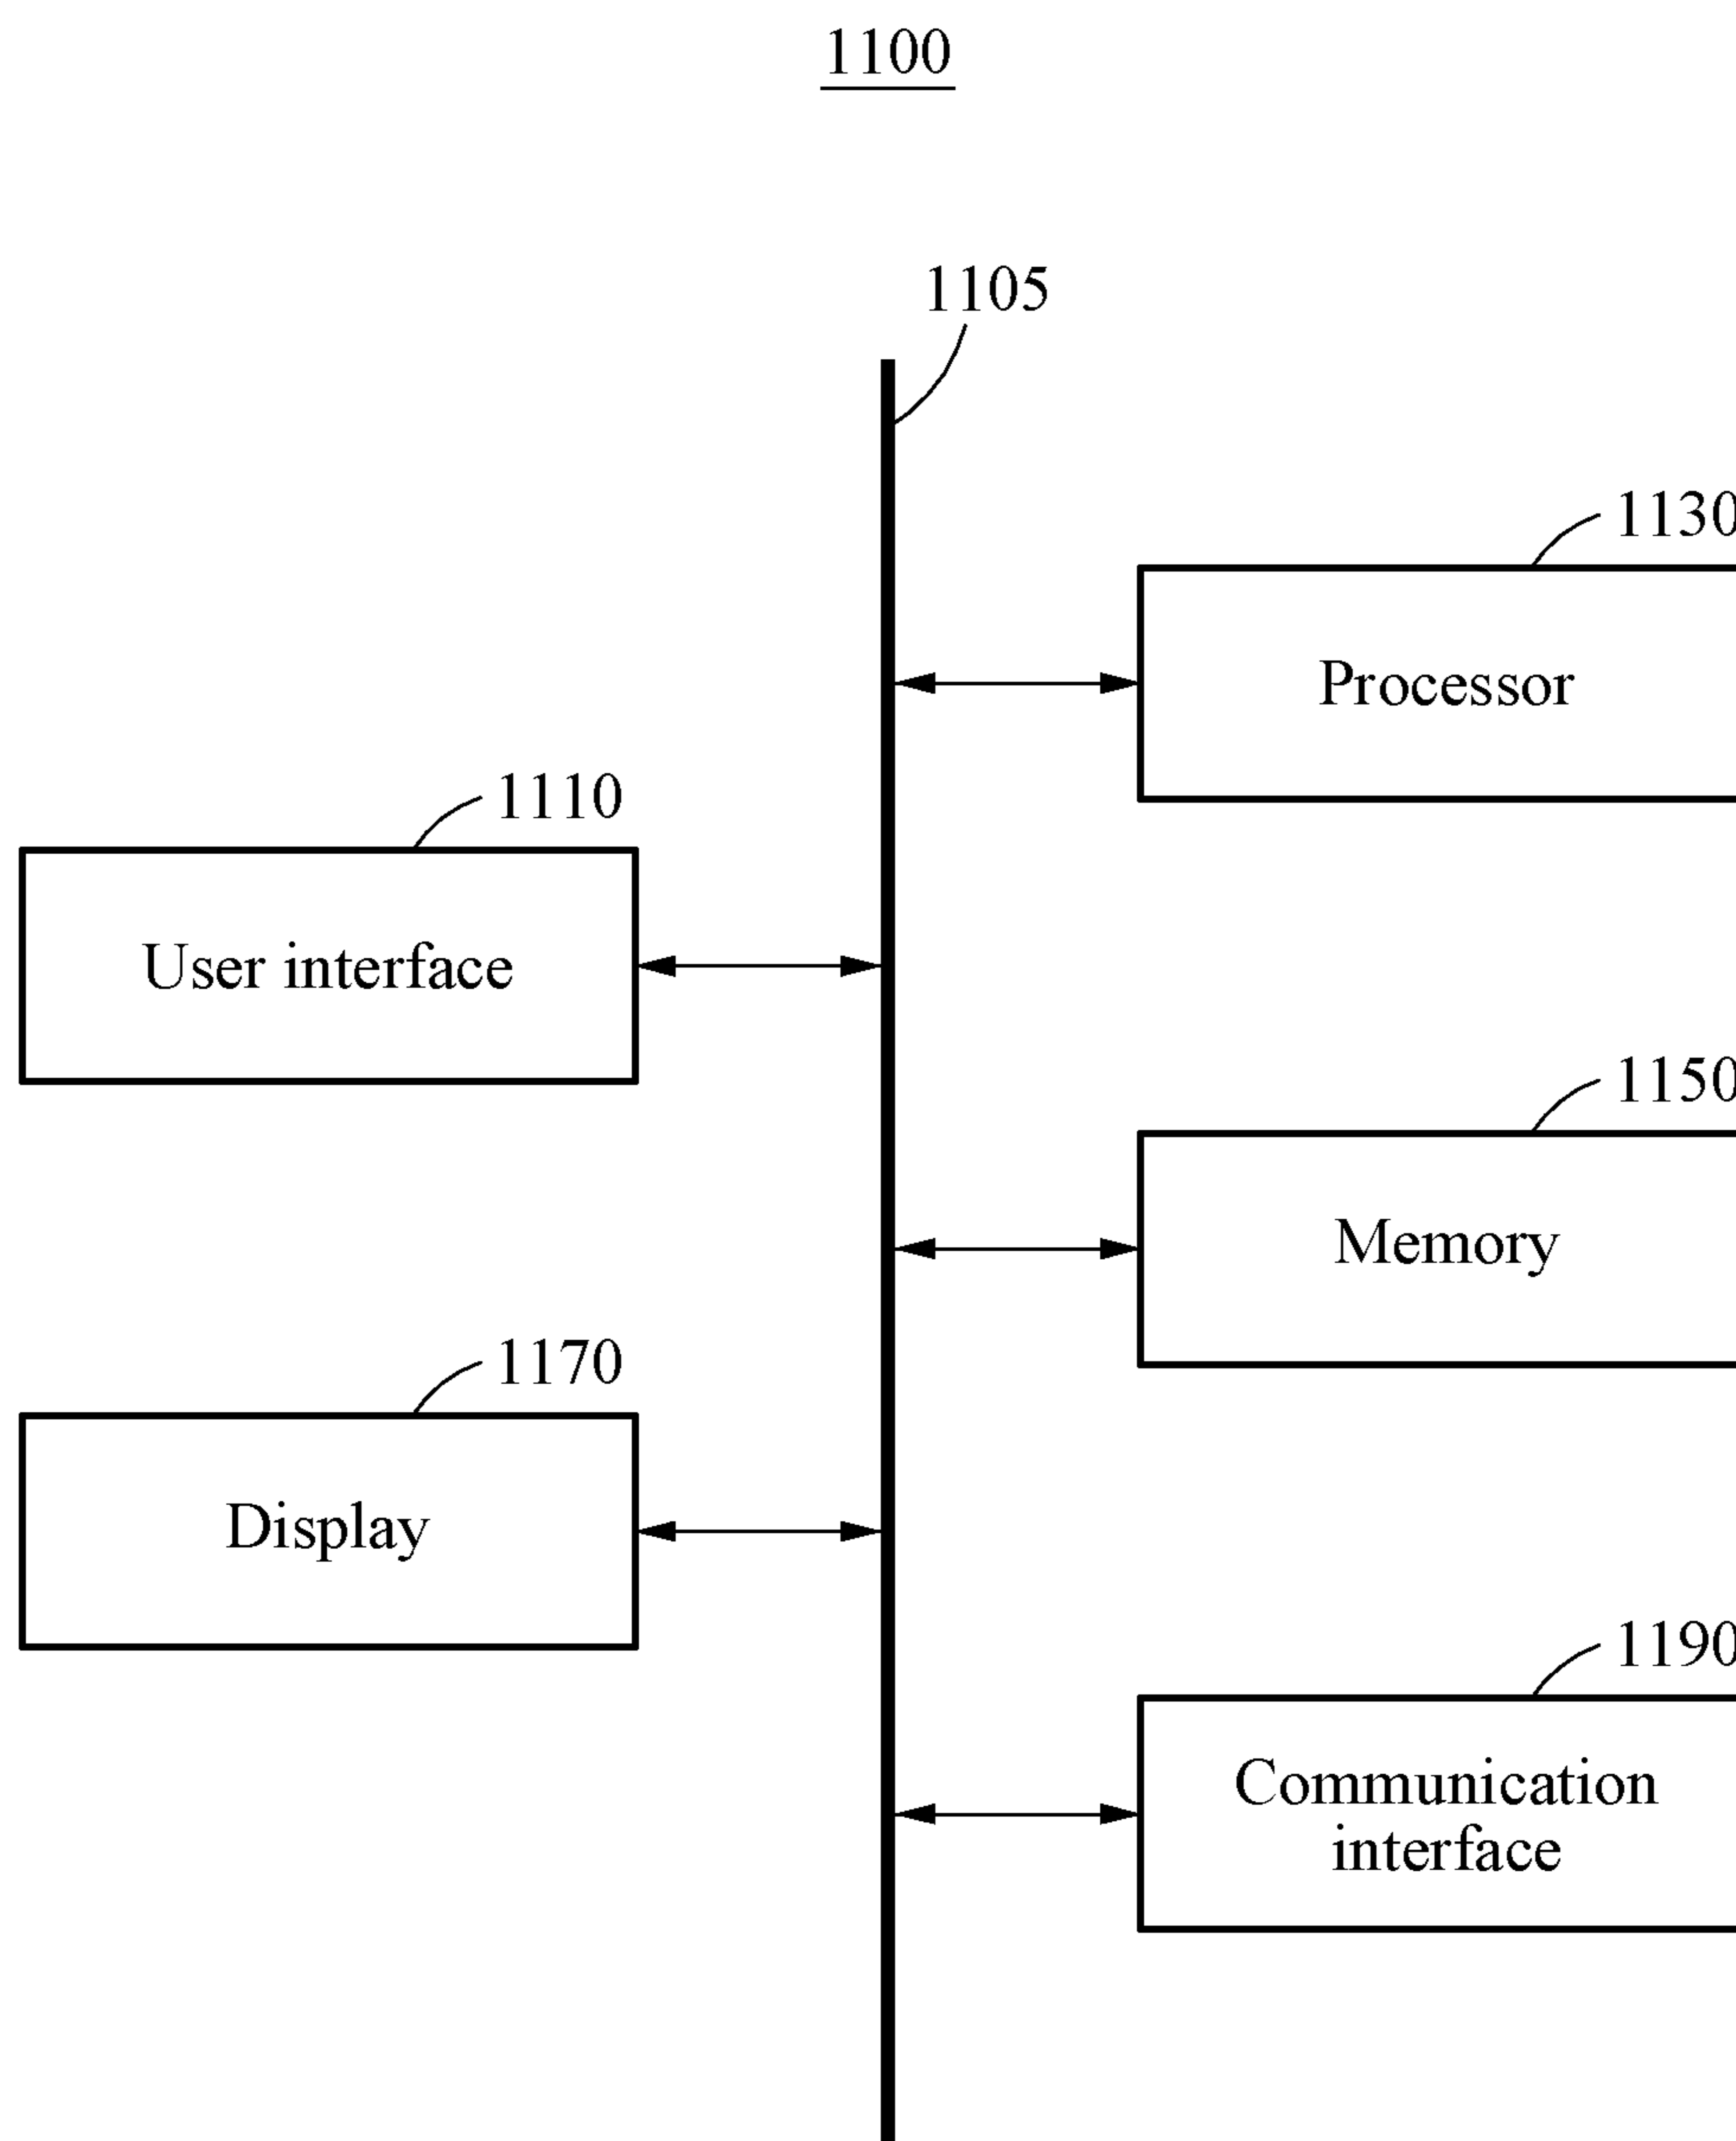 1100
1105
1130
Processor
1110
User interface
1150
Memory
1170
Display
1190
Communication
interface